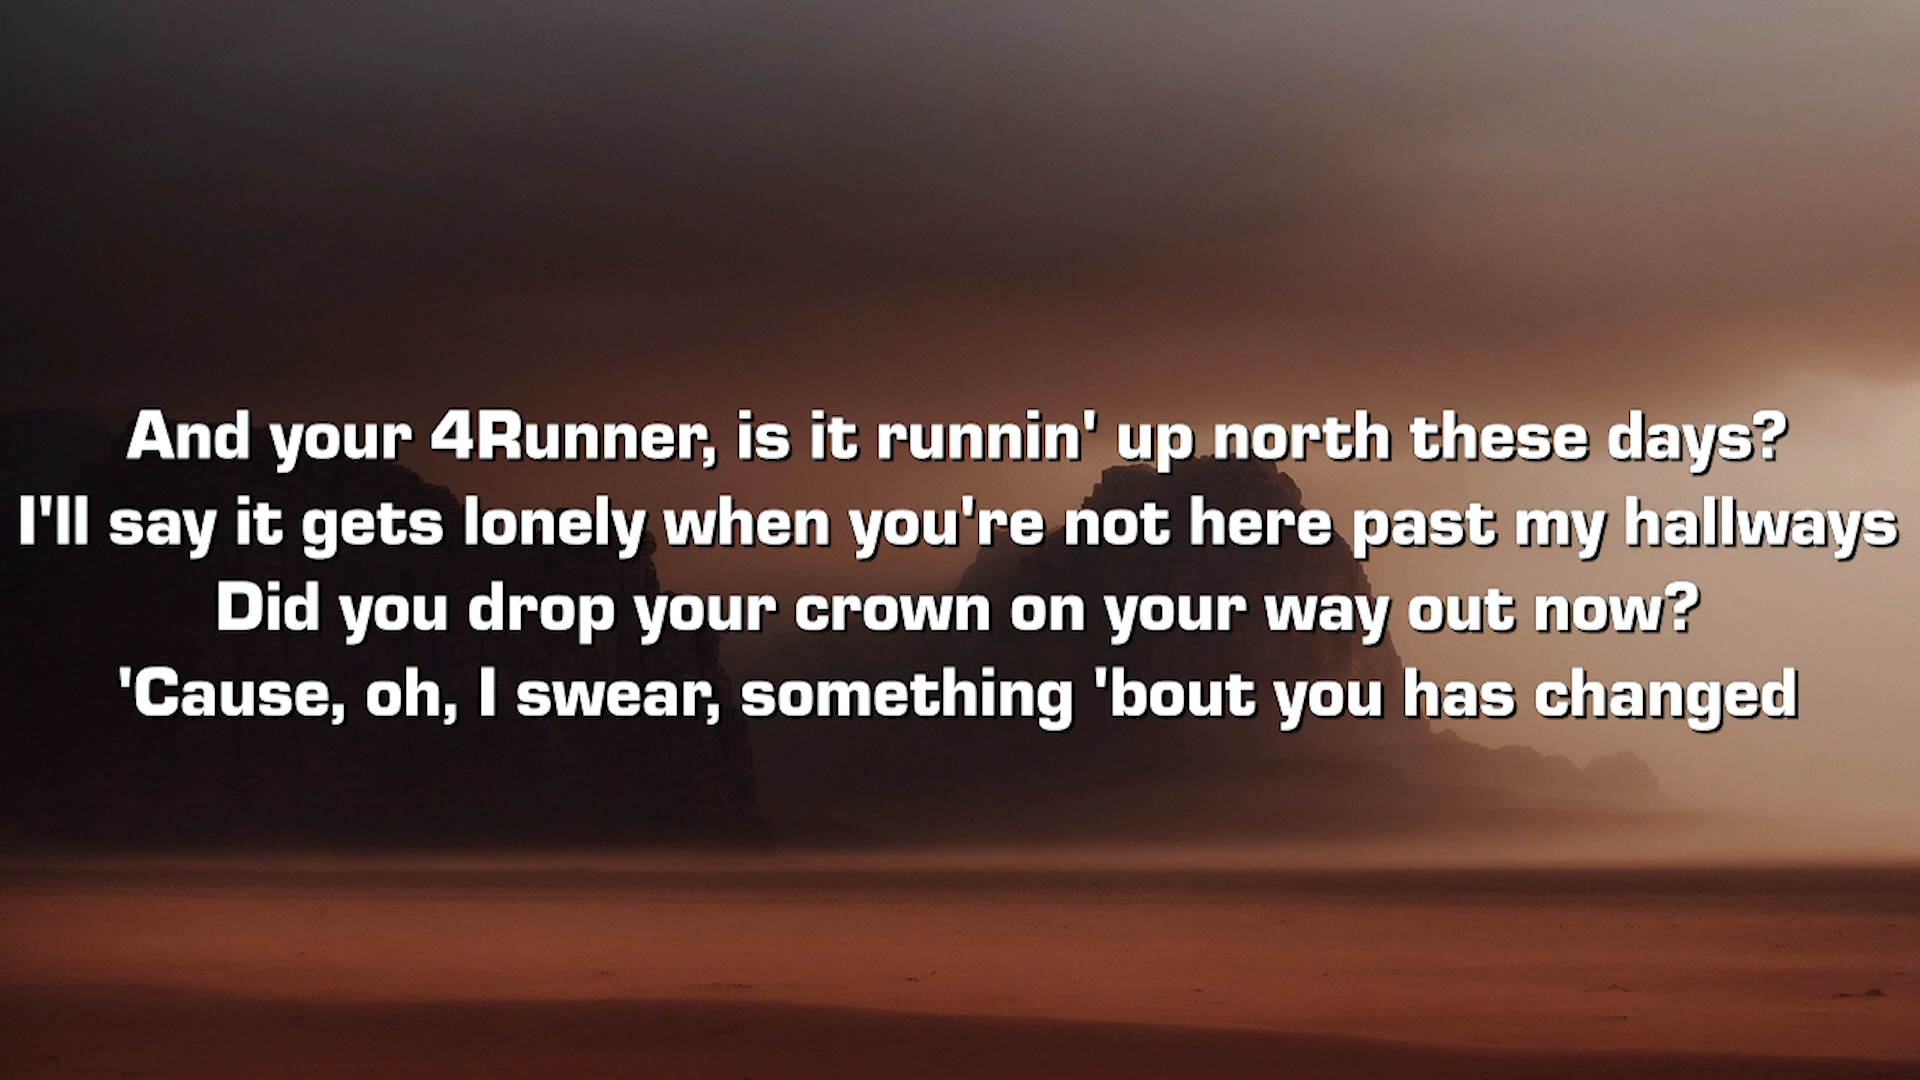 And your 4Runner, is it runnin' up north these days?
I'll say it gets lonely when you're not here past my hallways
Did you drop your crown on your way out now?
'Cause, oh, I swear, something 'bout you has changed